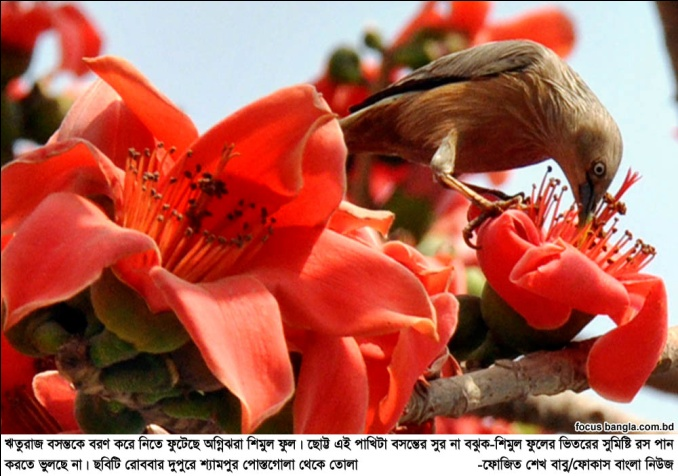 focus bangla.com.bd
ঋতুরাজ বসন্তকে বরণ করে নিতে ফুটেছে অগ্নিঝরা শিমুল ফুল। ছোট্ট এই পাখিটা বসন্তের সুর না বঝুক-শিমুল ফুলের ভিতরের সুমিষ্টি রস পান
করতে ভুলছে না। ছবিটি রোববার দুপুরে শ্যামপুর পোস্তগোলা থেকে তোলা -ফোজিত শেখ বাবু/ফোকাস বাংলা নিউজ